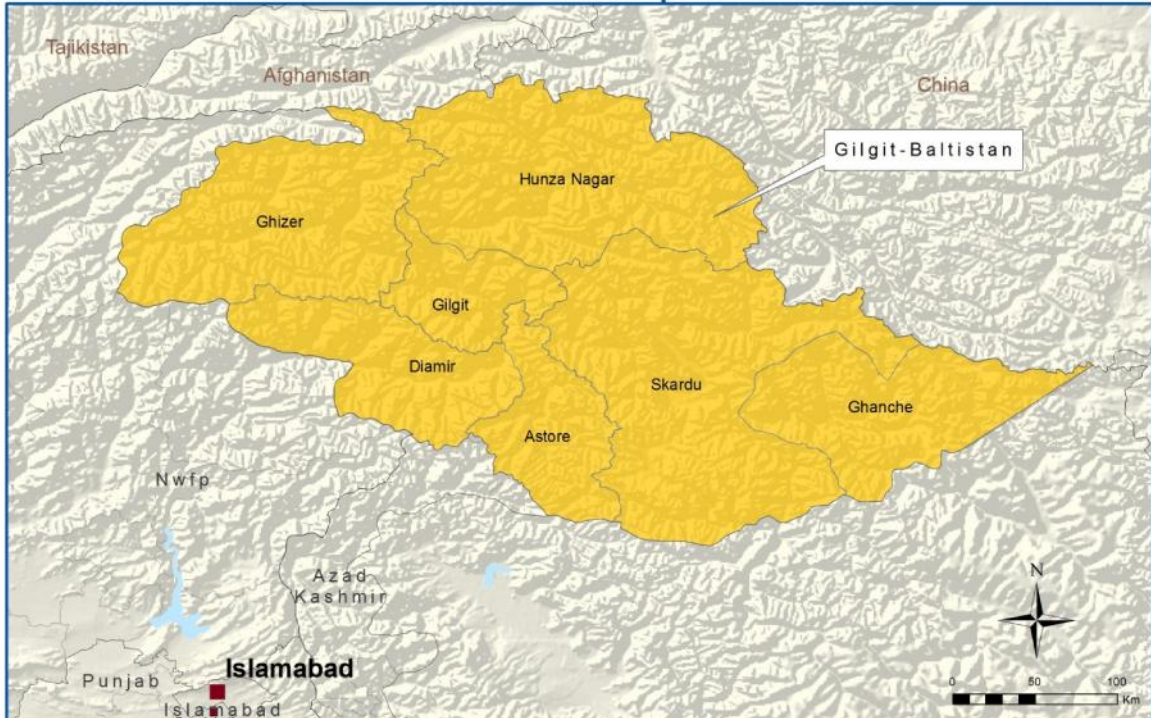 Tajikistan
Afghanistan
China
Gilgit-Baltistan
Hunza Nagar
Ghizer
Gilgit
Diamir
Skardu
Ghanche
Astore
Nwfp
Azad
Kashmir
N
Islamabad
Punjab
Islamabad
0 25 50 100
Km